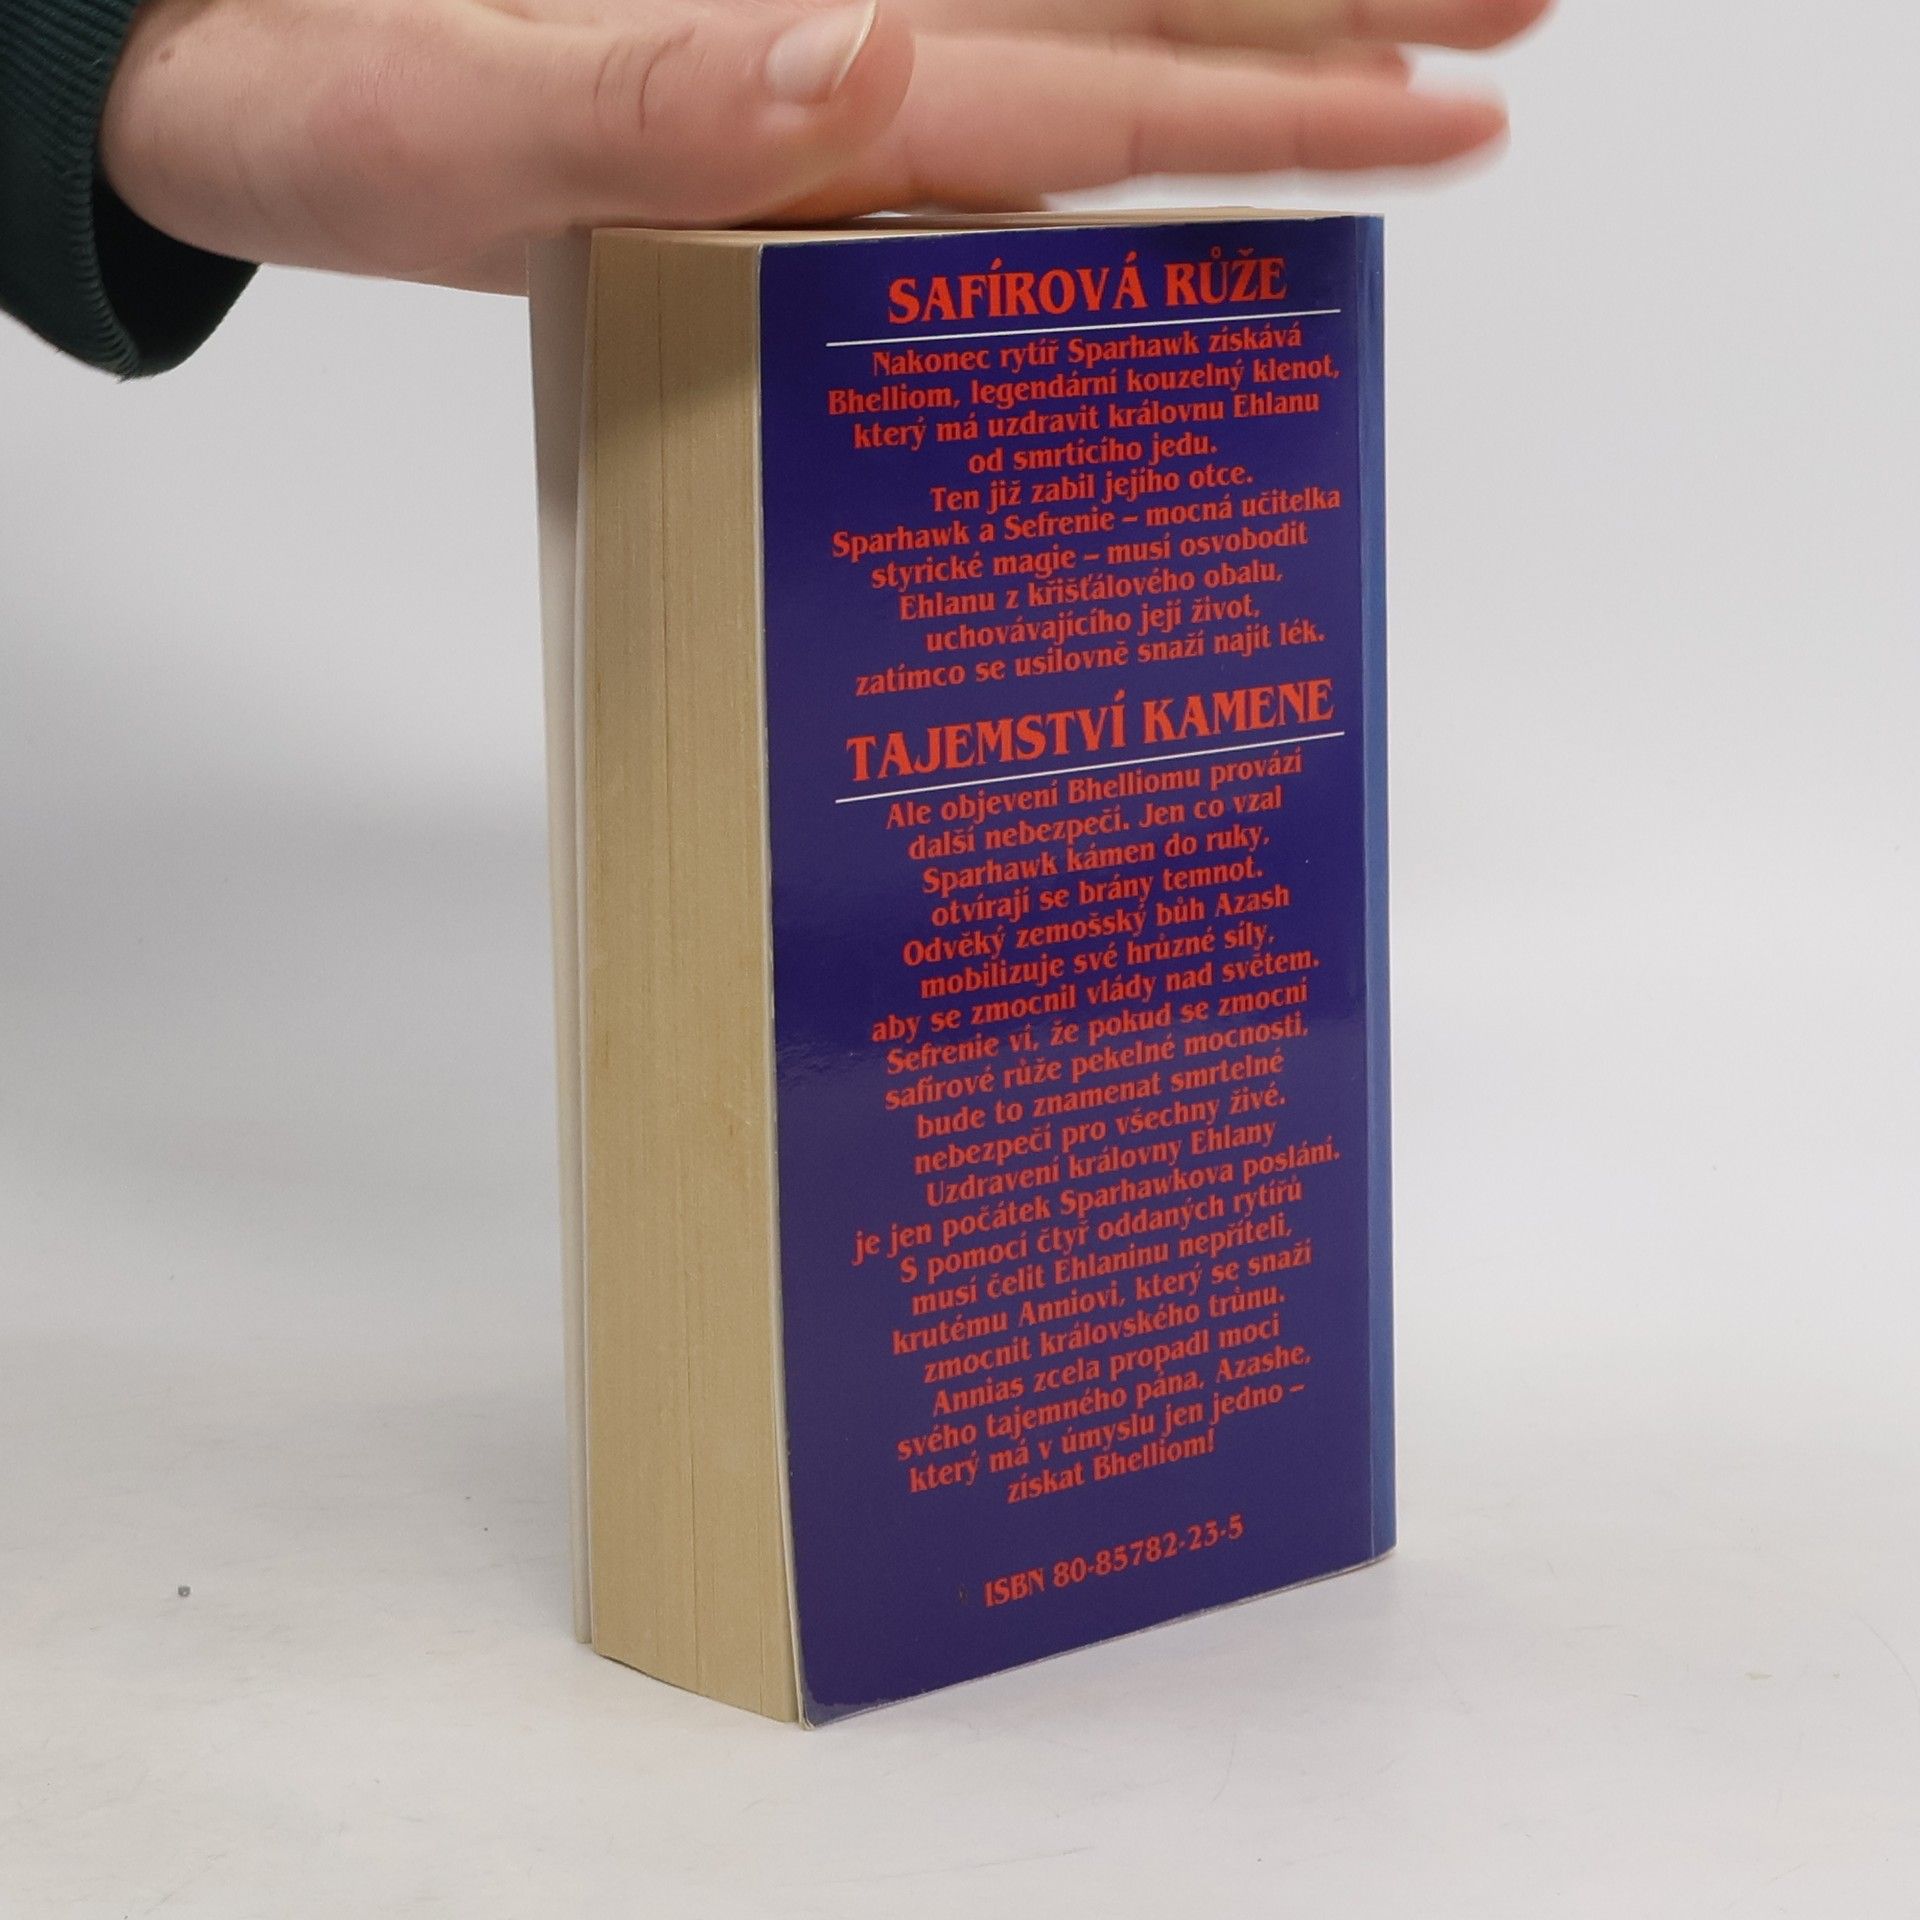 SAFÍROVÁ RŮŽE
Nakonec rytíř Sparhawk získává
Bhelliom, legendární kouzelný klenot,
který má uzdravit královnu Ehlanu
od smrtícího jedu.
Ten již zabil jejího otce.
Sparhawk a Sefrenie – mocná učitelka
styrické magie – musí osvobodit
Ehlanu z křišťálového obalu,
uchovávajícího její život,
zatímco se usilovně snaží najít lék.
TAJEMSTVÍ KAMENE
Ale objevení Bhelliomu provází
další nebezpečí. Jen co vzal
Sparhawk kámen do ruky,
otvírají se brány temnot.
Odvěký zemošský bůh Azash
mobilizuje své hrůzné síly,
aby se zmocnil vlády nad světem.
Sefrenie ví, že pokud se zmocní
safírové růže pekelné mocnosti,
bude to znamenat smrtelné
nebezpečí pro všechny živé.
Uzdravení královny Ehlany
je jen počátek Sparhawkova poslání.
S pomocí čtyř oddaných rytířů
musí čelit Ehlaninu nepříteli,
krutému Anniovi, který se snaží
zmocnit královského trůnu.
Annias zcela propadl moci
svého tajemného pána, Azashe,
který má v úmyslu jen jedno –
získat Bhelliom!
ISBN 80-85782-23-5